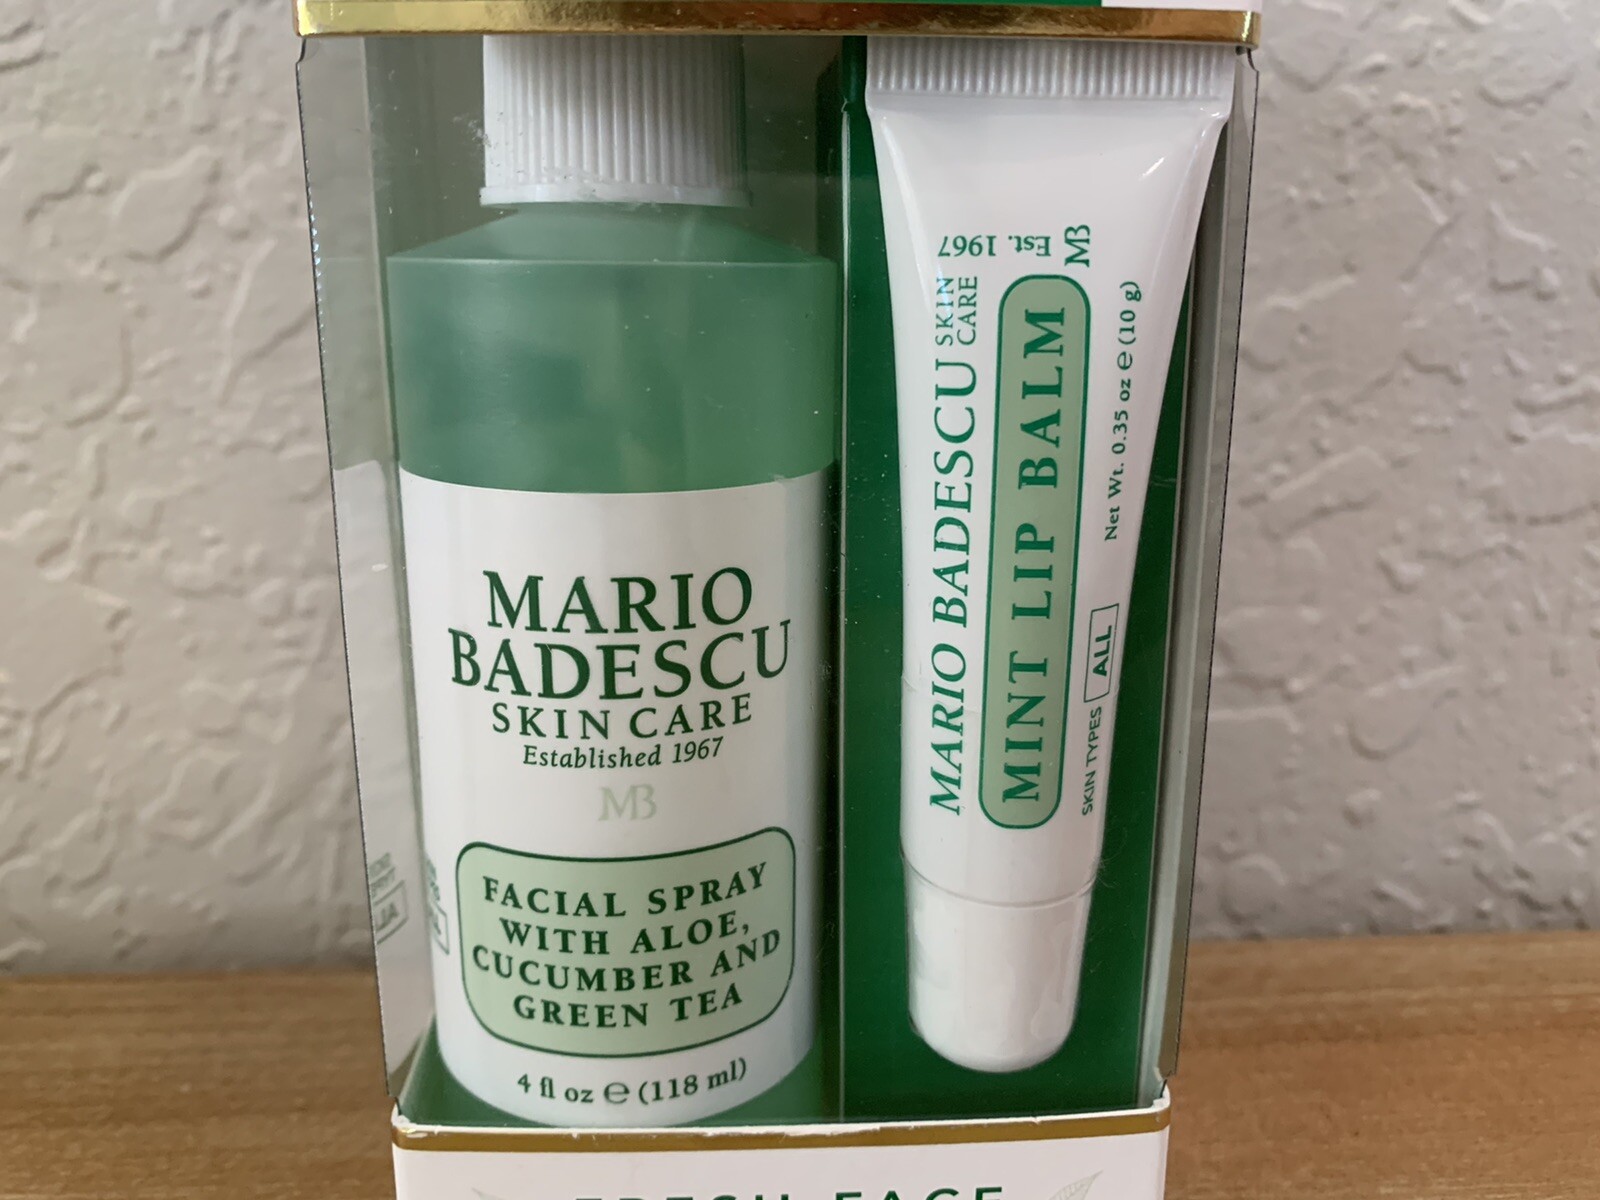 MARIO
BADESCU
SKIN CARE
Established 1967
MB
FACIAL SPRAY
WITH ALOE,
CUCUMBER AND
GREEN TEA
4 fl oz ℮ (118 ml)
MARIO BADESCU SKIN CARE
Est. 1967
MB
MINT LIP BALM
SKIN TYPES ALL
Net Wt. 0.35 oz ℮ (10 g)
FRESH FACE